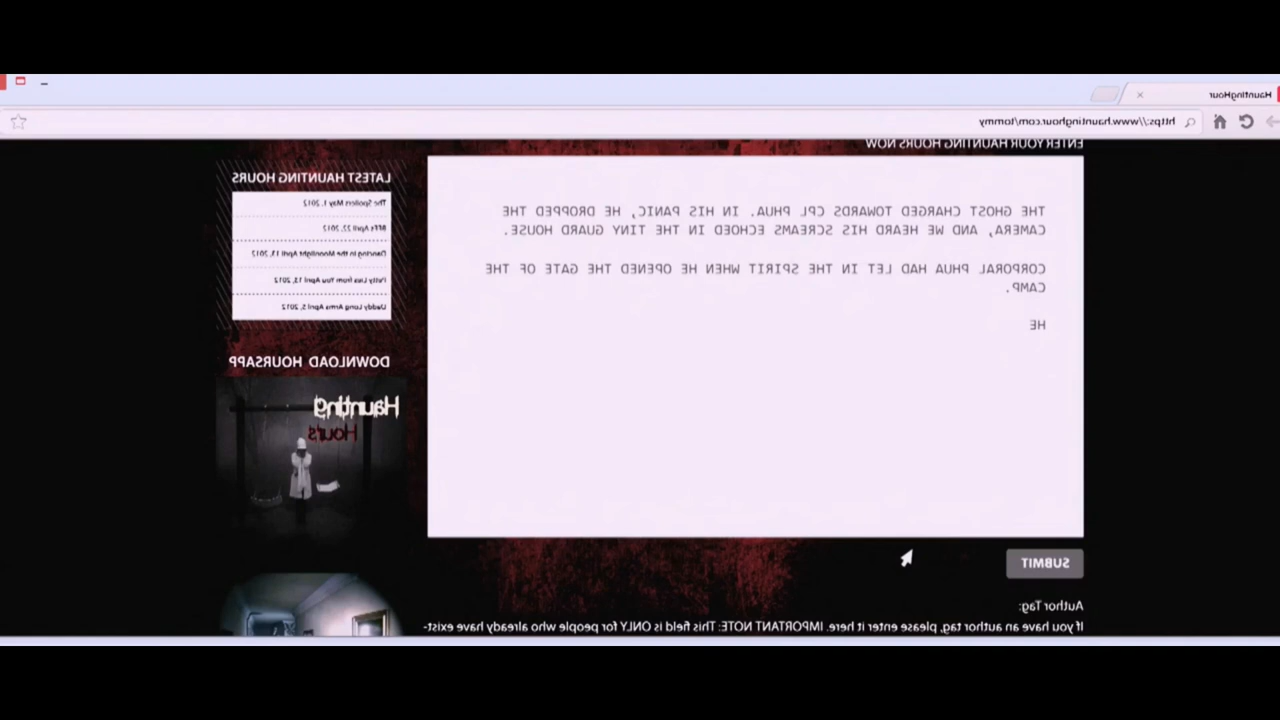 HauntingHour
https://www.hauntinghour.com/tommy
ENTER YOUR HAUNTING HOURS NOW
THE GHOST CHARGED TOWARDS CPL PHUA. IN HIS PANIC, HE DROPPED THE
CAMERA, AND WE HEARD HIS SCREAMS ECHOED IN THE TINY GUARD HOUSE.
CORPORAL PHUA HAD LET IN THE SPIRIT WHEN HE OPENED THE GATE OF THE
CAMP.
HE
SUBMIT
Author Tag:
If you have an author tag, please enter it here. IMPORTANT NOTE: This field is ONLY for people who already have exist-
LATEST HAUNTING HOURS
The Spoilers May 1, 2012
BFFs April 22, 2012
Dancing in the Moonlight April 17, 2012
Pretty Liya From You April 13, 2012
Daddy Long Arms April 5, 2012
DOWNLOAD HOURSAPP
Haunting
Hours